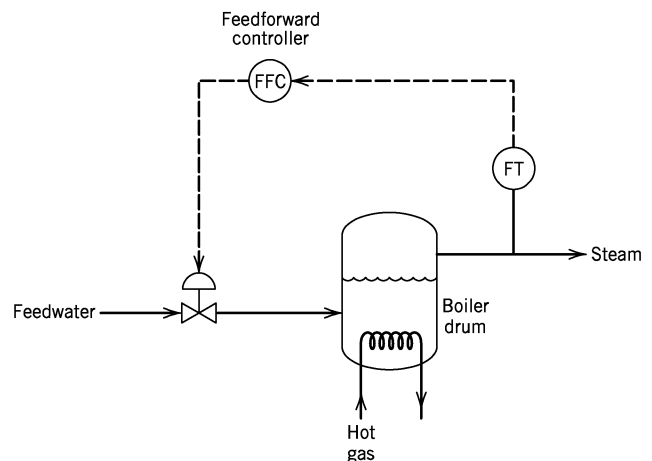 Feedforward
controller
FFC
FT
Steam
Feedwater
Boiler
drum
Hot
gas